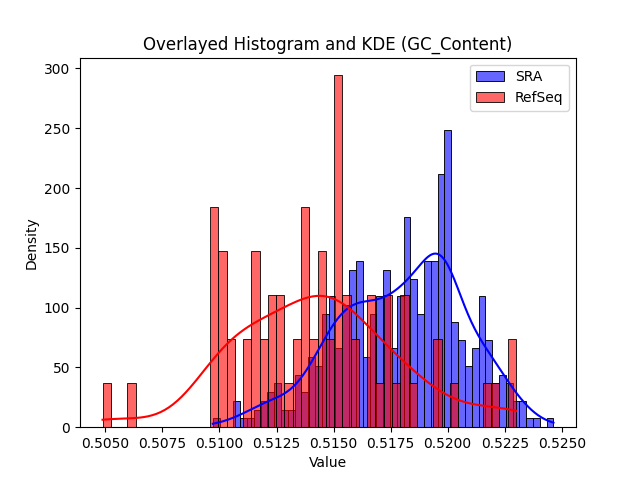 Overlayed Histogram and KDE (GC_Content)
SRA
RefSeq
300
250
200
150
100
50
0
Density
0.5050 0.5075 0.5100 0.5125 0.5150 0.5175 0.5200 0.5225 0.5250
Value